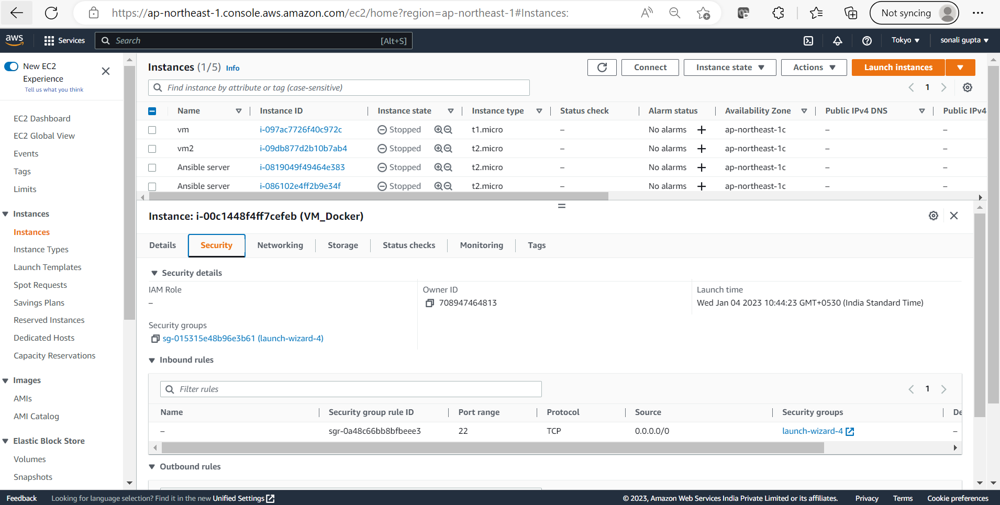 https://ap-northeast-1.console.aws.amazon.com/ec2/home?region=ap-northeast-1#Instances:
Not syncing
aws
Services
Search
[Alt+S]
Tokyo
sonali gupta
New EC2
Experience
Tell us what you think
EC2 Dashboard
EC2 Global View
Events
Tags
Limits
Instances
Instances
Instance Types
Launch Templates
Spot Requests
Savings Plans
Reserved Instances
Dedicated Hosts
Capacity Reservations
Images
AMIs
AMI Catalog
Elastic Block Store
Volumes
Snapshots
Instances (1/5) Info
Connect
Instance state
Actions
Launch instances
Find instance by attribute or tag (case-sensitive)
1
Name Instance ID Instance state Instance type Status check Alarm status Availability Zone Public IPv4 DNS Public IPv4
vm i-097ac7726f40c972c Stopped t1.micro – No alarms + ap-northeast-1c – –
vm2 i-09db877d2b10b7ab4 Stopped t2.micro – No alarms + ap-northeast-1c – –
Ansible server i-0819049f49464e383 Stopped t2.micro – No alarms + ap-northeast-1c – –
Ansible server i-086102e4ff2b9e34f Stopped t2.micro – No alarms + ap-northeast-1c – –
Instance: i-00c1448f4ff7cefeb (VM_Docker)
Details Security Networking Storage Status checks Monitoring Tags
Security details
IAM Role
–
Owner ID
708947464813
Launch time
Wed Jan 04 2023 10:44:23 GMT+0530 (India Standard Time)
Security groups
sg-015315e48b96e3b61 (launch-wizard-4)
Inbound rules
Filter rules
1
Name Security group rule ID Port range Protocol Source Security groups De
– sgr-0a48c66bb8bfbeee3 22 TCP 0.0.0.0/0 launch-wizard-4 –
Outbound rules
Feedback Looking for language selection? Find it in the new Unified Settings © 2023, Amazon Web Services India Private Limited or its affiliates. Privacy Terms Cookie preferences